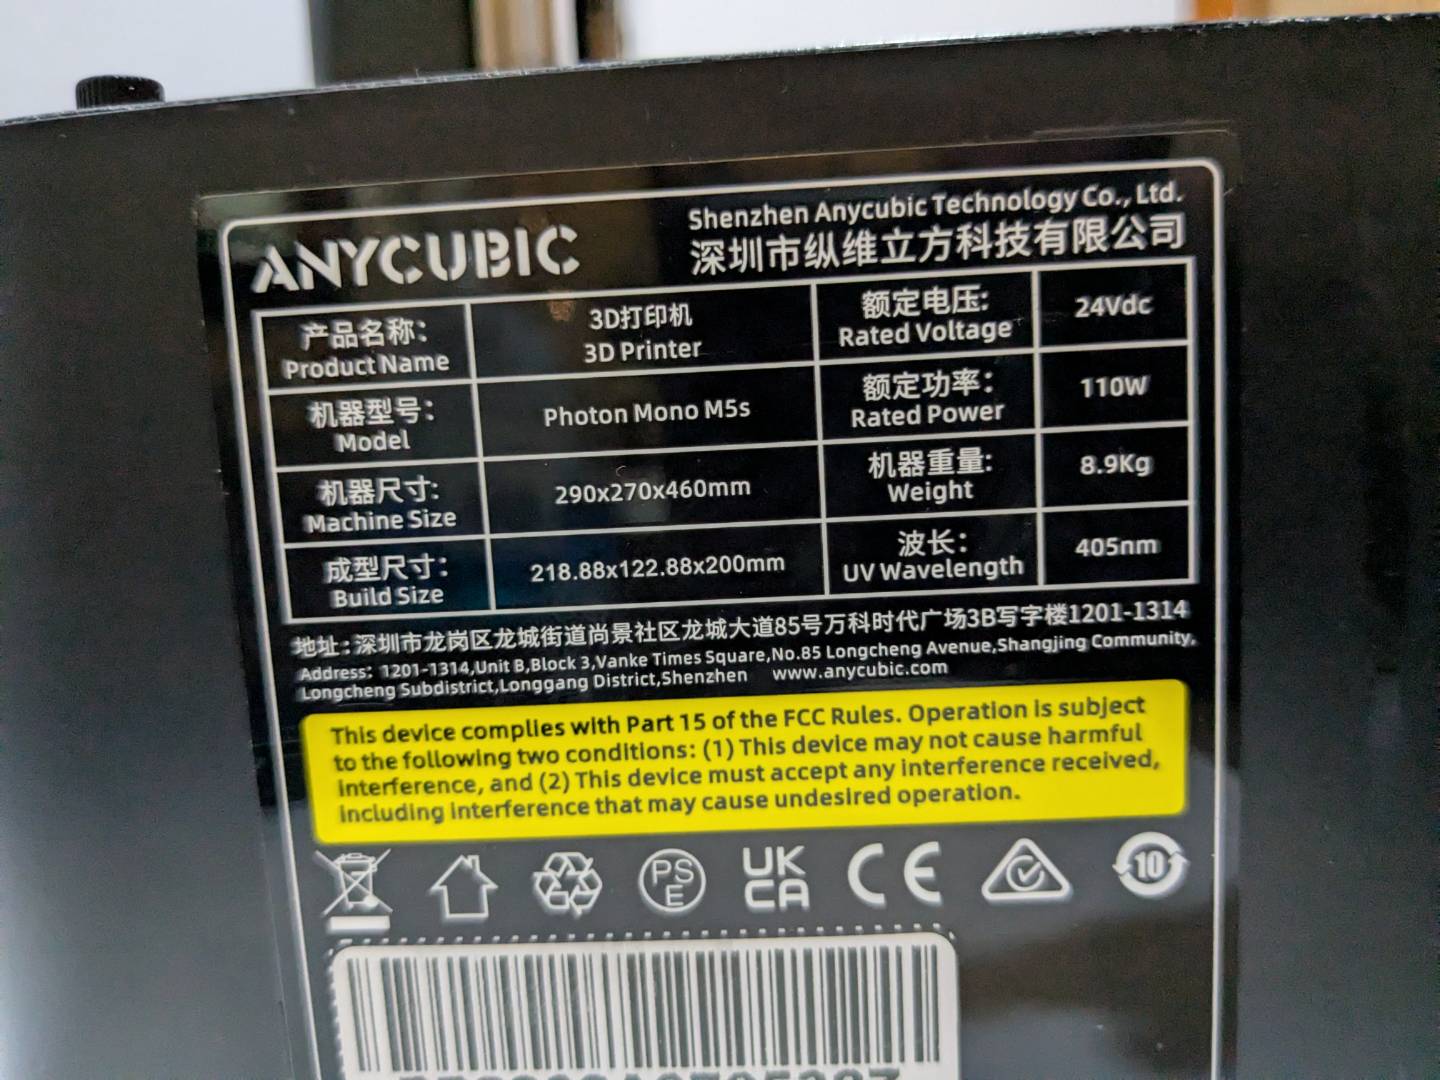 ANYCUBIC
Shenzhen Anycubic Technology Co., Ltd.
深圳市纵维立方科技有限公司
产品名称:
Product Name
3D打印机
3D Printer
额定电压:
Rated Voltage
24Vdc
机器型号:
Model
Photon Mono M5s
额定功率:
Rated Power
110W
机器尺寸:
Machine Size
290x270x460mm
机器重量:
Weight
8.9Kg
成型尺寸:
Build Size
218.88x122.88x200mm
波长:
UV Wavelength
405nm
地址:深圳市龙岗区龙城街道尚景社区龙城大道85号万科时代广场3B写字楼1201-1314
Address: 1201-1314,Unit B,Block 3,Vanke Times Square,No.85 Longcheng Avenue,Shangjing Community,
Longcheng Subdistrict,Longgang District,Shenzhen www.anycubic.com
This device complies with Part 15 of the FCC Rules. Operation is subject
to the following two conditions: (1) This device may not cause harmful
interference, and (2) This device must accept any interference received,
including interference that may cause undesired operation.
PS
E
UK
CA
CE
10